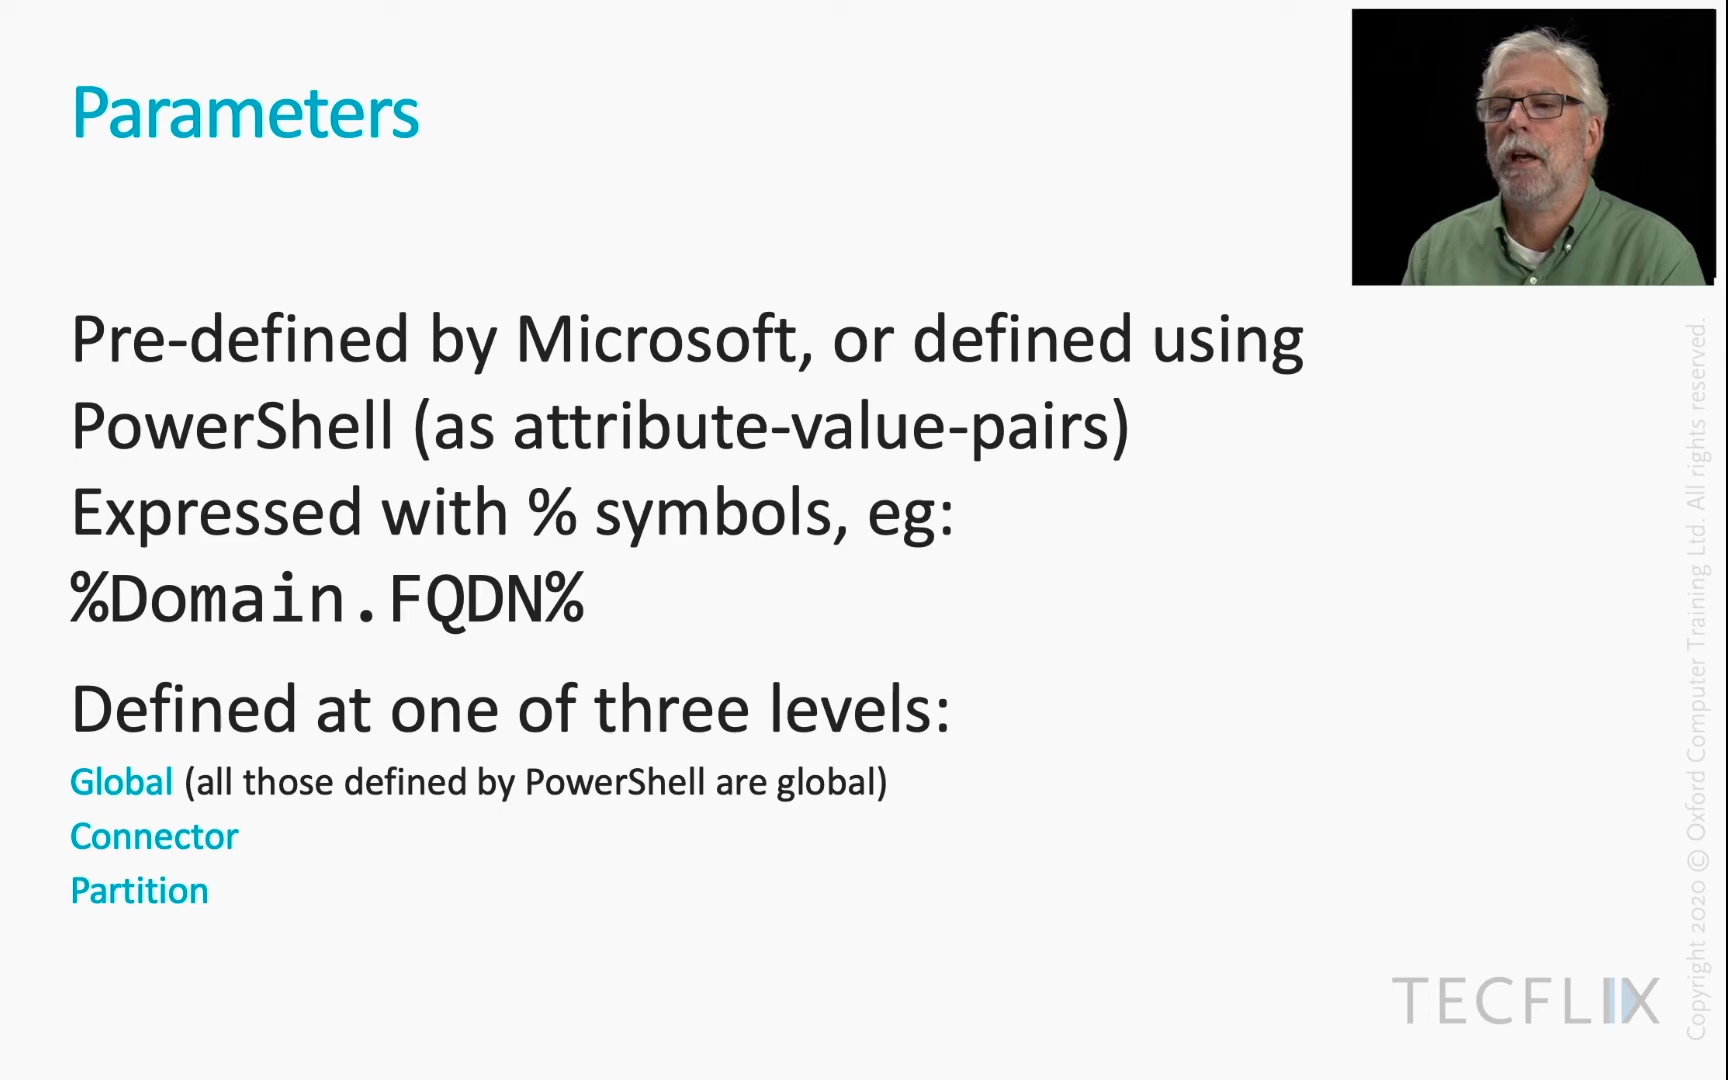 Parameters
Pre-defined by Microsoft, or defined using
PowerShell (as attribute-value-pairs)
Expressed with % symbols, eg:
%Domain.FQDN%
Defined at one of three levels:
Global (all those defined by PowerShell are global)
Connector
Partition
TECFLIX
Copyright 2020 © Oxford Computer Training Ltd. All rights reserved.